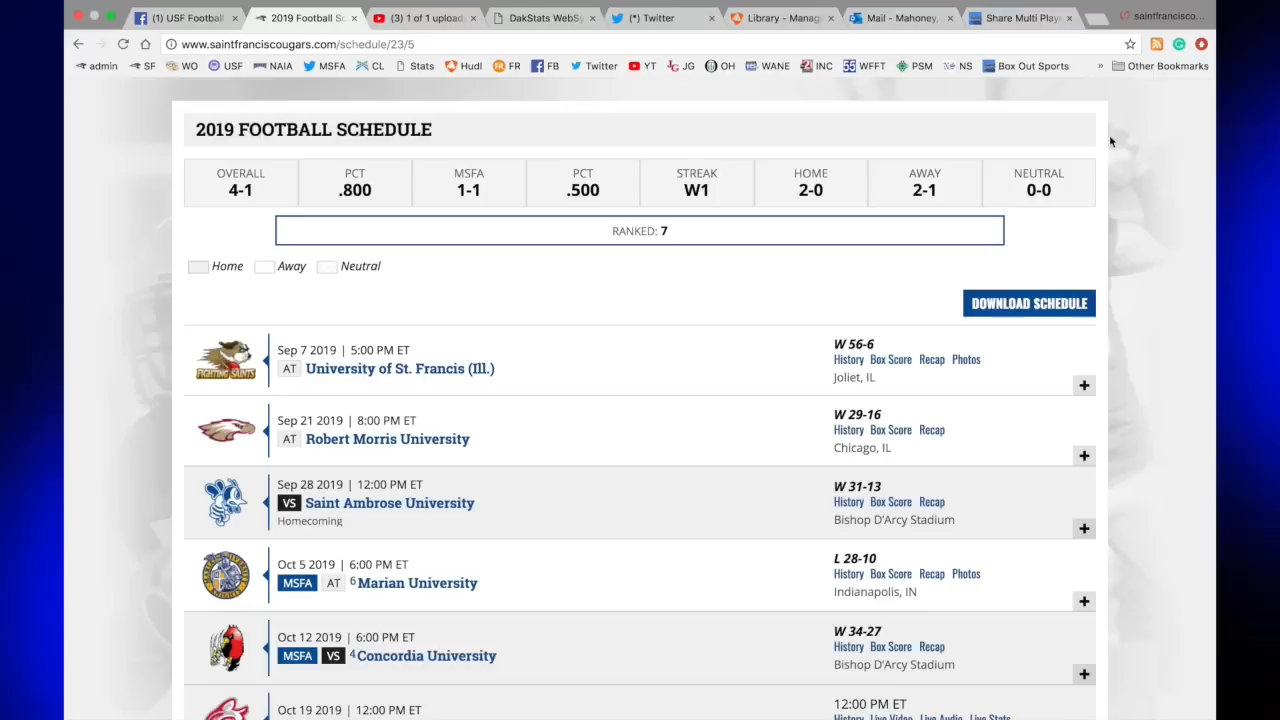 (1) USF Football
2019 Football Sc
(3) 1 of 1 upload
DakStats WebSy
(*) Twitter
Library - Manag
Mail - Mahoney,
Share Multi Play
saintfrancisco...
www.saintfranciscougars.com/schedule/23/5
admin SF WO USF NAIA MSFA CL Stats Hudl FR FB Twitter YT JG OH WANE INC WFFT PSM NS Box Out Sports » Other Bookmarks
2019 FOOTBALL SCHEDULE
OVERALL PCT MSFA PCT STREAK HOME AWAY NEUTRAL
4-1 .800 1-1 .500 W1 2-0 2-1 0-0
RANKED: 7
Home Away Neutral
DOWNLOAD SCHEDULE
FIGHTING SAINTS
Sep 7 2019 | 5:00 PM ET
AT University of St. Francis (Ill.)
W 56-6
History Box Score Recap Photos
Joliet, IL
+
Sep 21 2019 | 8:00 PM ET
AT Robert Morris University
W 29-16
History Box Score Recap
Chicago, IL
+
Sep 28 2019 | 12:00 PM ET
VS Saint Ambrose University
Homecoming
W 31-13
History Box Score Recap
Bishop D'Arcy Stadium
+
Oct 5 2019 | 6:00 PM ET
MSFA AT 6 Marian University
L 28-10
History Box Score Recap Photos
Indianapolis, IN
+
Oct 12 2019 | 6:00 PM ET
MSFA VS 4 Concordia University
W 34-27
History Box Score Recap
Bishop D'Arcy Stadium
+
Oct 19 2019 | 12:00 PM ET
12:00 PM ET
History Live Video Live Audio Live Stats